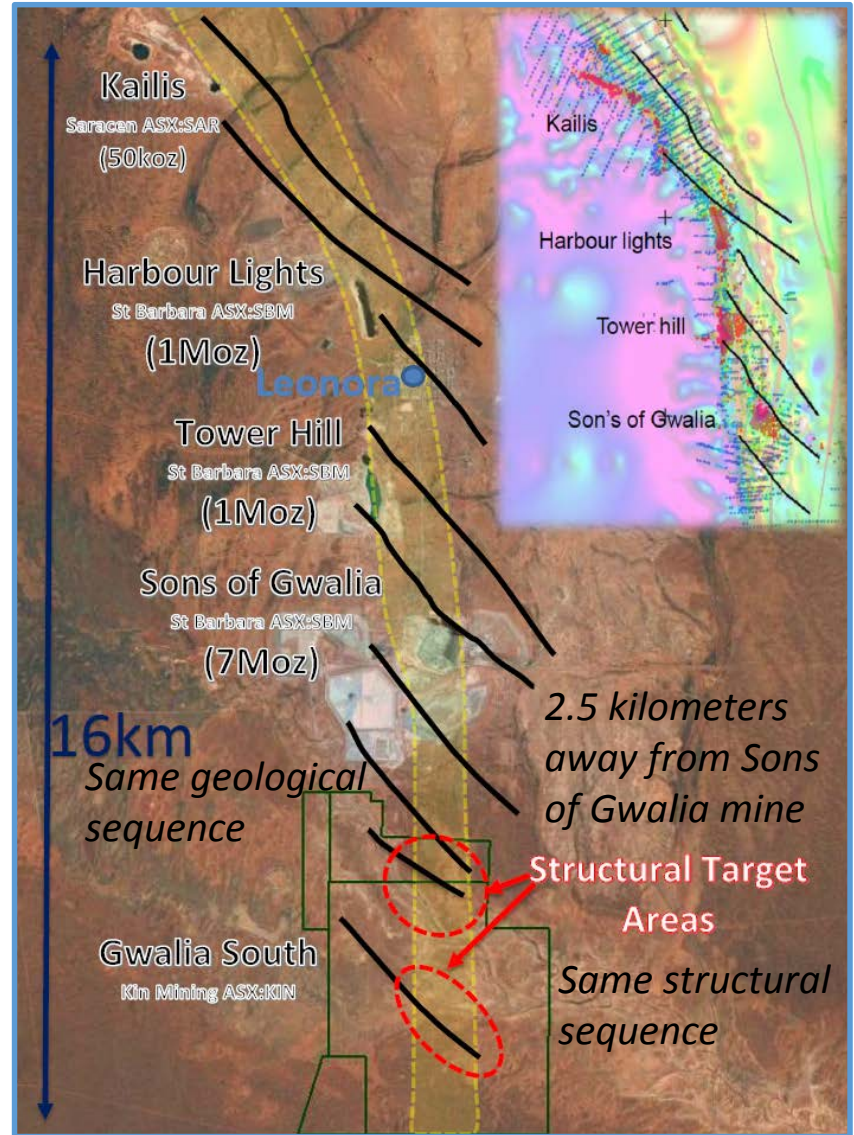 Kailis
Saracen ASX:SAR
(50koz)
Harbour Lights
St Barbara ASX:SBM
(1Moz)
Leonora
Tower Hill
St Barbara ASX:SBM
(1Moz)
Sons of Gwalia
St Barbara ASX:SBM
(7Moz)
16km
Same geological
sequence
2.5 kilometers
away from Sons
of Gwalia mine
Structural Target
Areas
Gwalia South
Kin Mining ASX:KIN
Same structural
sequence
Kailis
Harbour lights
Tower hill
Son's of Gwalia